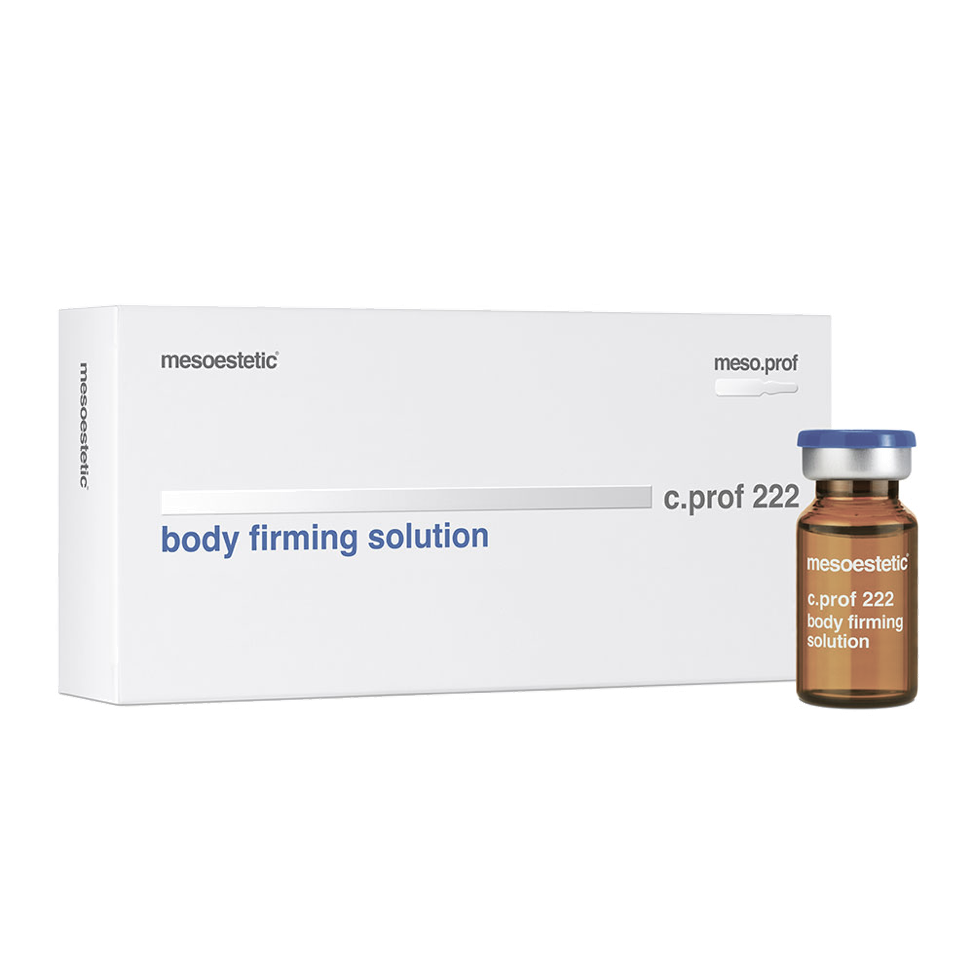 mesoestetic®
mesoestetic®
meso.prof
c.prof 222
body firming solution
mesoestetic®
c.prof 222
body firming
solution